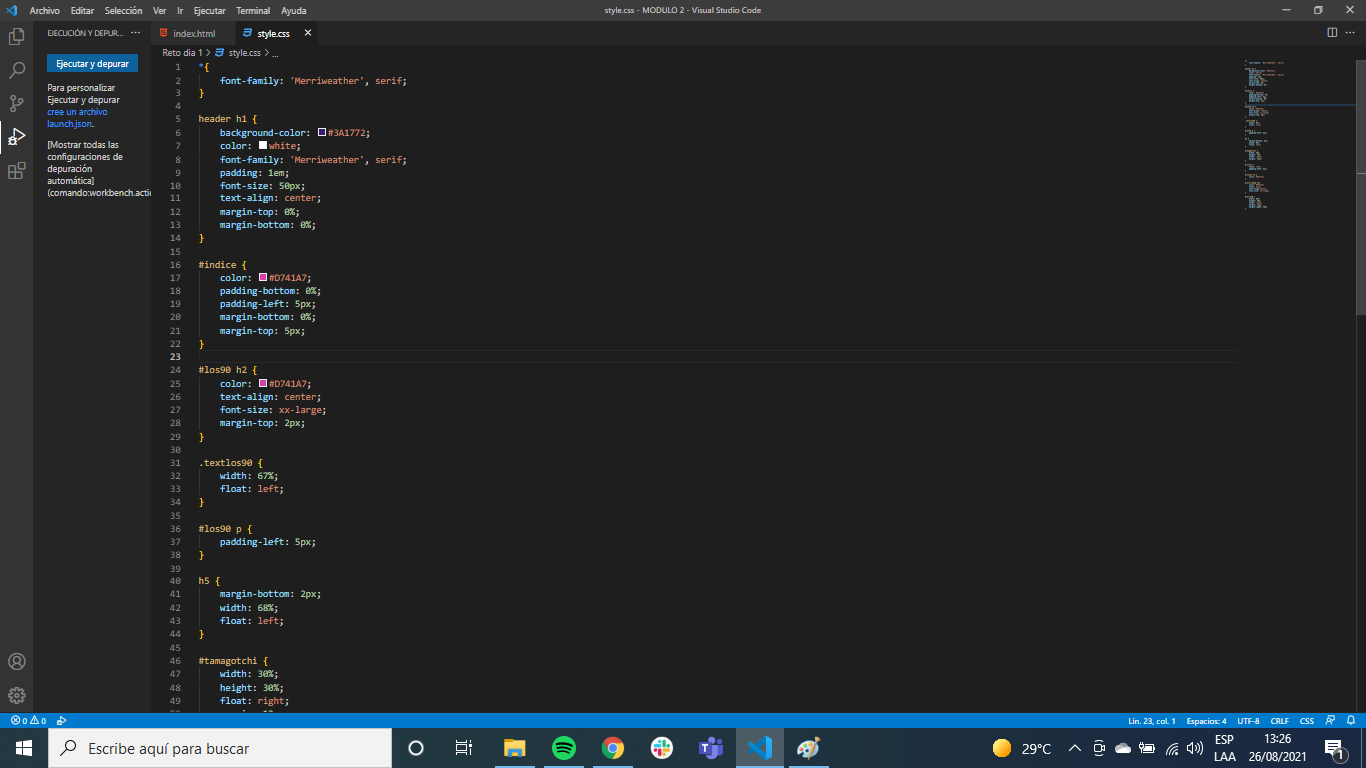 Archivo Editar Selección Ver Ir Ejecutar Terminal Ayuda
style.css - MODULO 2 - Visual Studio Code
EJECUCIÓN Y DEPUR... ···
index.html
style.css
Reto dia 1 > style.css > ...
Ejecutar y depurar
Para personalizar
Ejecutar y depurar
cree un archivo
launch.json.
[Mostrar todas las
configuraciones de
depuración
automática]
(comando:workbench.actio
1 *{
2 font-family: 'Merriweather', serif;
3 }
4
5 header h1 {
6 background-color: #3A1772;
7 color: white;
8 font-family: 'Merriweather', serif;
9 padding: 1em;
10 font-size: 50px;
11 text-align: center;
12 margin-top: 0%;
13 margin-bottom: 0%;
14 }
15
16 #indice {
17 color: #D741A7;
18 padding-bottom: 0%;
19 padding-left: 5px;
20 margin-bottom: 0%;
21 margin-top: 5px;
22 }
23
24 #los90 h2 {
25 color: #D741A7;
26 text-align: center;
27 font-size: xx-large;
28 margin-top: 2px;
29 }
30
31 .textlos90 {
32 width: 67%;
33 float: left;
34 }
35
36 #los90 p {
37 padding-left: 5px;
38 }
39
40 h5 {
41 margin-bottom: 2px;
42 width: 68%;
43 float: left;
44 }
45
46 #tamagotchi {
47 width: 30%;
48 height: 30%;
49 float: right;
0 0
Lín. 23, col. 1 Espacios: 4 UTF-8 CRLF CSS
Escribe aquí para buscar
29°C
ESP
LAA
13:26
26/08/2021
1